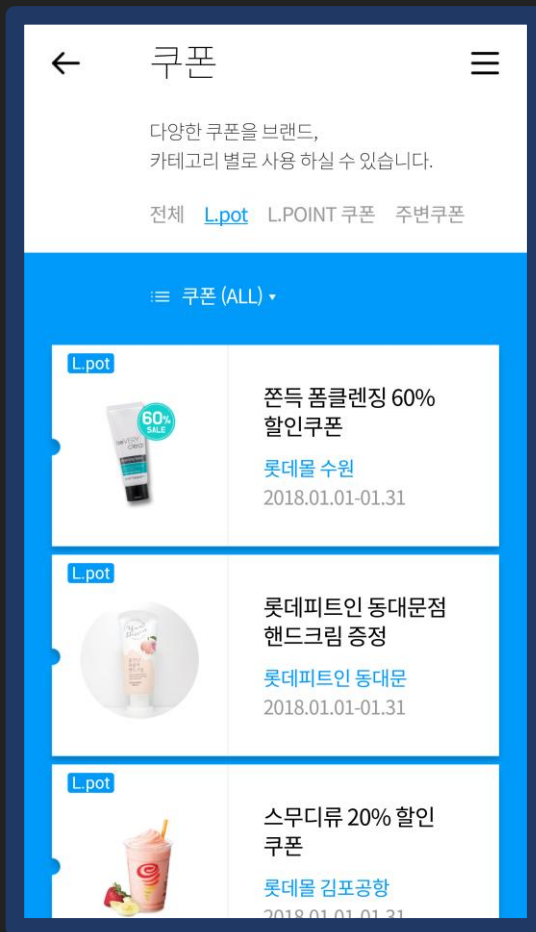 쿠폰
다양한 쿠폰을 브랜드,
카테고리 별로 사용 하실 수 있습니다.
전체 L.pot L.POINT 쿠폰 주변쿠폰
쿠폰 (ALL) ▾
L.pot
60%
SALE
쫀득 폼클렌징 60%
할인쿠폰
롯데몰 수원
2018.01.01-01.31
L.pot
롯데피트인 동대문점
핸드크림 증정
롯데피트인 동대문
2018.01.01-01.31
L.pot
스무디류 20% 할인
쿠폰
롯데몰 김포공항
2018.01.01-01.31